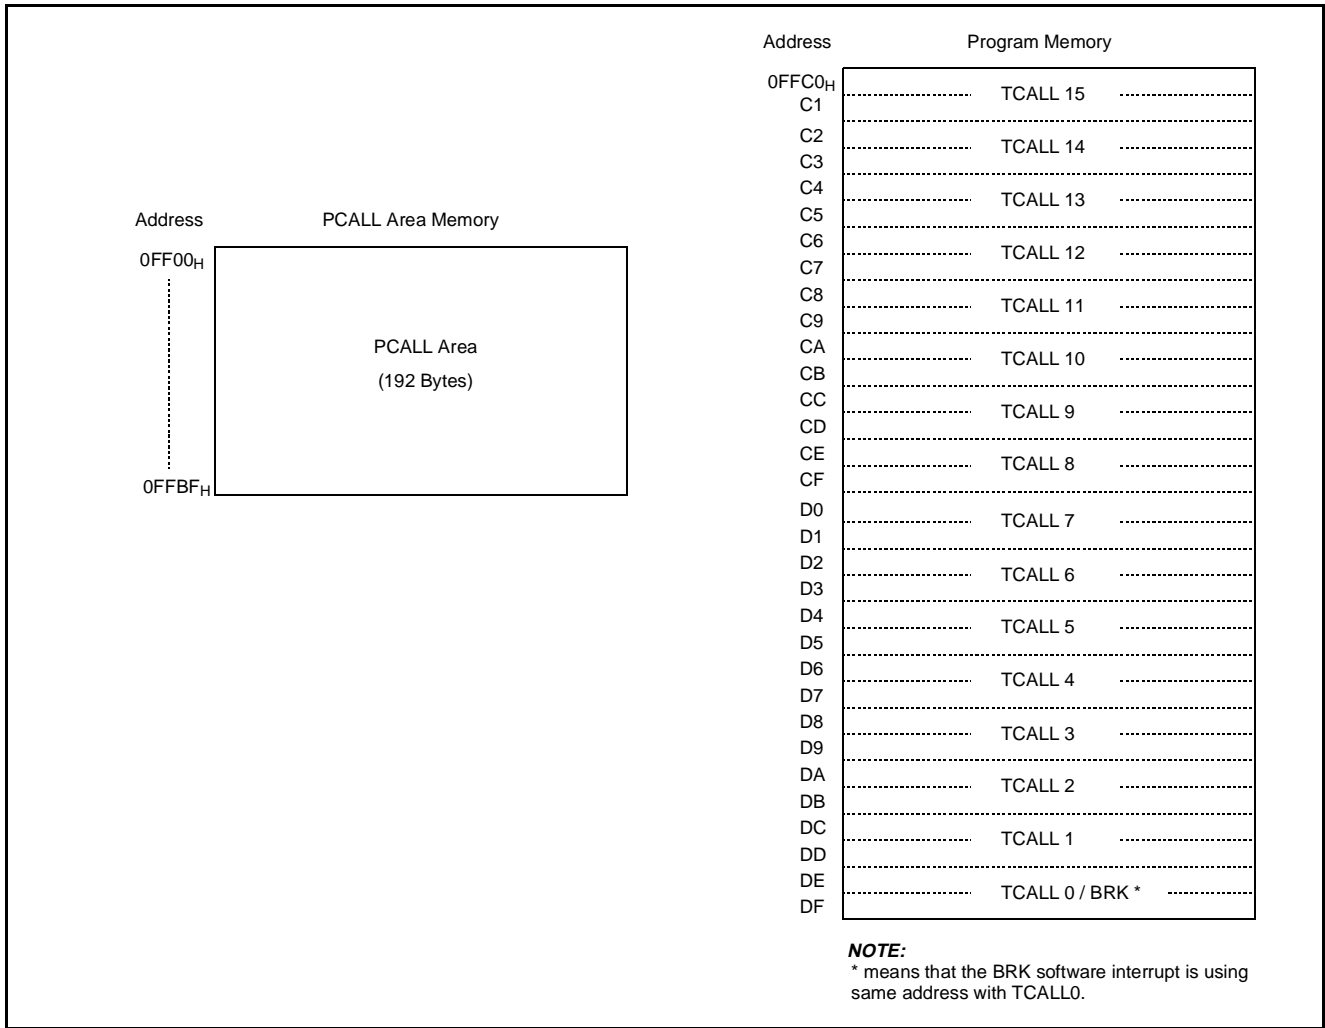 Address PCALL Area Memory
0FF00H
PCALL Area
(192 Bytes)
0FFBFH
Address Program Memory
0FFC0H
C1
TCALL 15
C2
C3
TCALL 14
C4
C5
TCALL 13
C6
C7
TCALL 12
C8
C9
TCALL 11
CA
CB
TCALL 10
CC
CD
TCALL 9
CE
CF
TCALL 8
D0
D1
TCALL 7
D2
D3
TCALL 6
D4
D5
TCALL 5
D6
D7
TCALL 4
D8
D9
TCALL 3
DA
DB
TCALL 2
DC
DD
TCALL 1
DE
DF
TCALL 0 / BRK *
NOTE:
* means that the BRK software interrupt is using
same address with TCALL0.